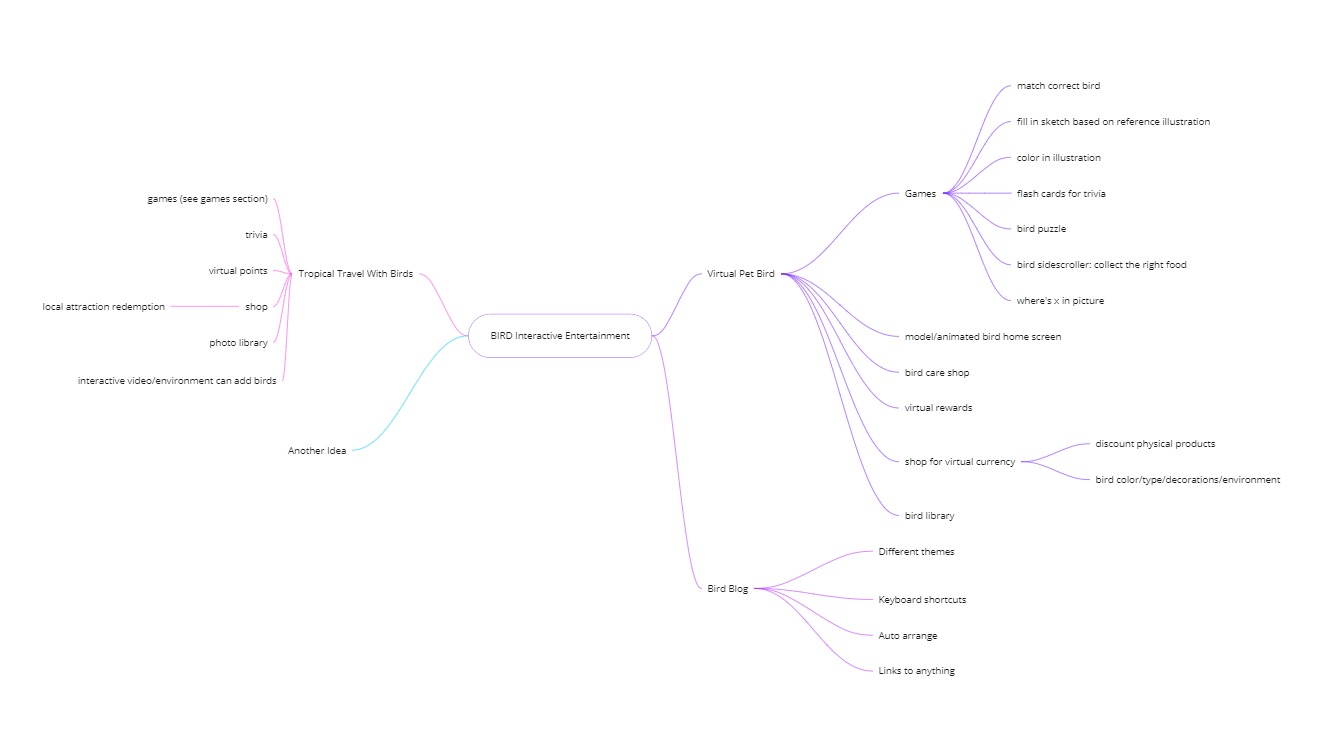 BIRD Interactive Entertainment
Tropical Travel With Birds
games (see games section)
trivia
virtual points
shop
local attraction redemption
photo library
interactive video/environment can add birds
Another Idea
Virtual Pet Bird
Games
match correct bird
fill in sketch based on reference illustration
color in illustration
flash cards for trivia
bird puzzle
bird sidescroller: collect the right food
where's x in picture
model/animated bird home screen
bird care shop
virtual rewards
shop for virtual currency
discount physical products
bird color/type/decorations/environment
bird library
Bird Blog
Different themes
Keyboard shortcuts
Auto arrange
Links to anything